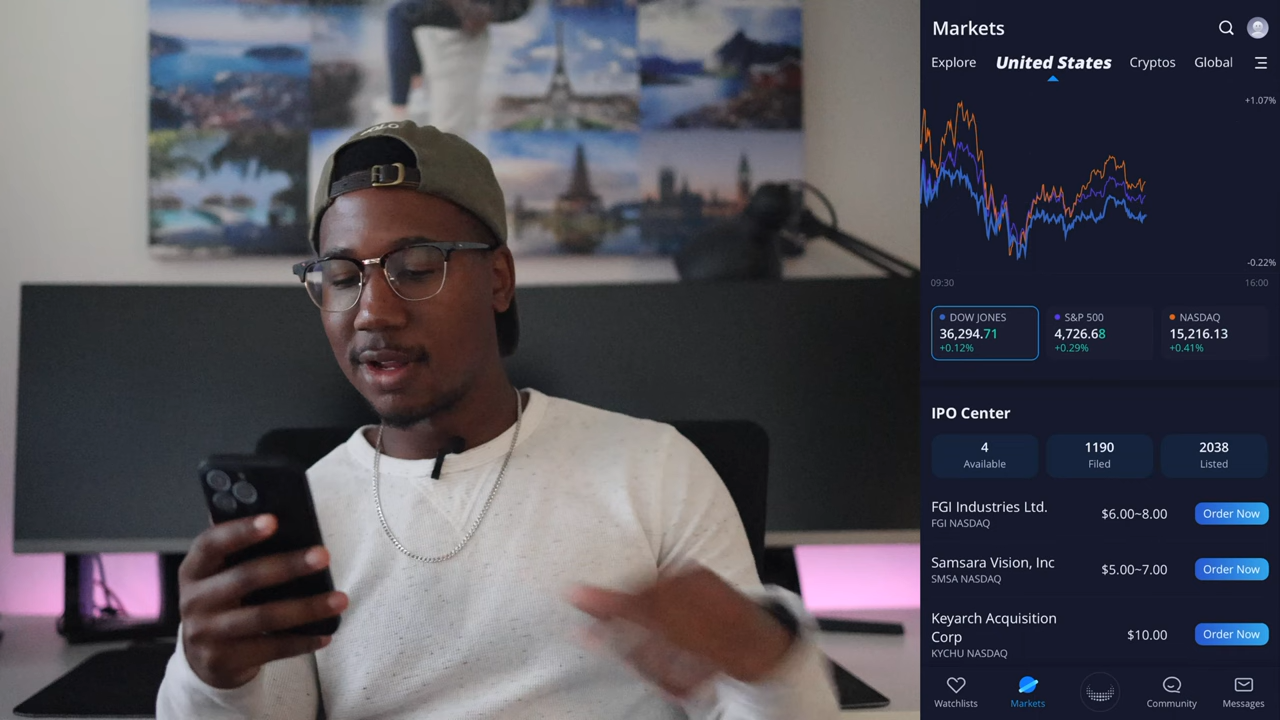 Markets
Explore United States Cryptos Global
+1.07%
-0.22%
09:30 16:00
DOW JONES
36,294.71
+0.12%
S&P 500
4,726.68
+0.29%
NASDAQ
15,216.13
+0.41%
IPO Center
4
Available
1190
Filed
2038
Listed
FGI Industries Ltd.
FGI NASDAQ
$6.00~8.00
Order Now
Samsara Vision, Inc
SMSA NASDAQ
$5.00~7.00
Order Now
Keyarch Acquisition
Corp
KYCHU NASDAQ
$10.00
Order Now
Watchlists Markets Community Messages